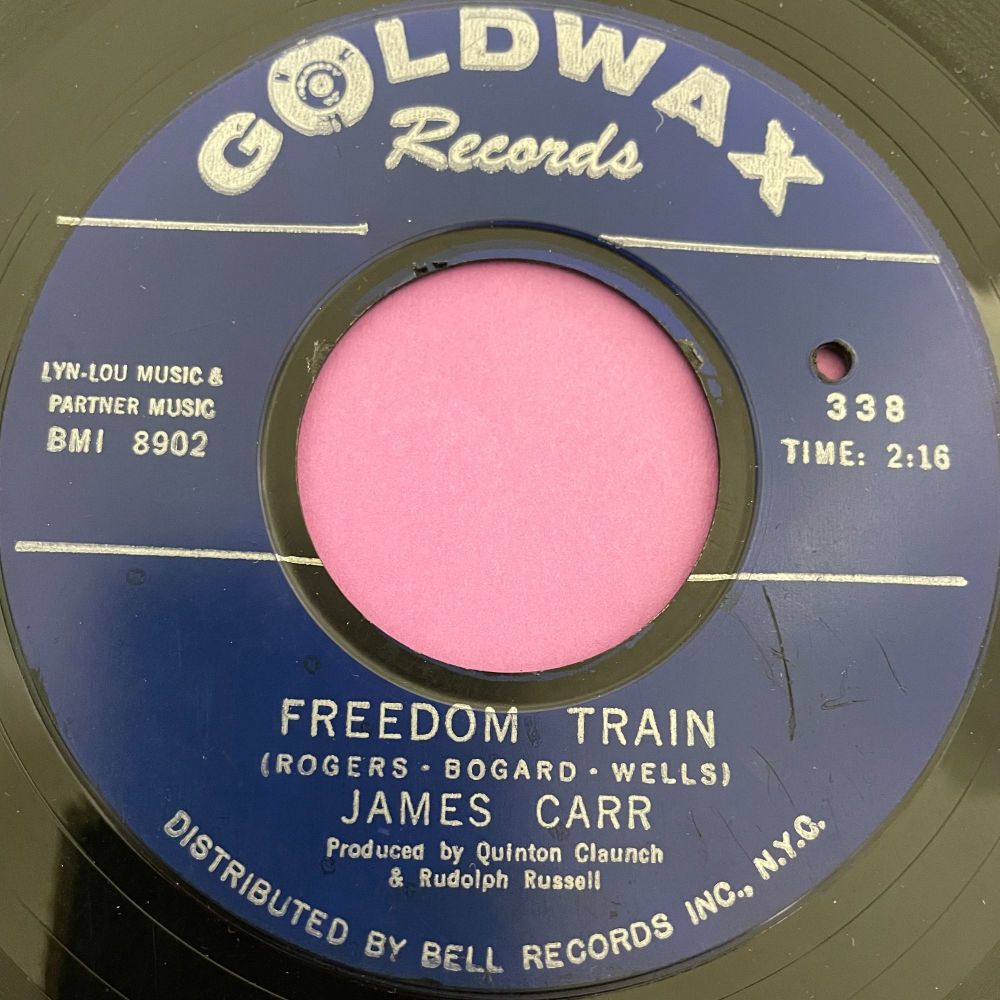 GOLDWAX
Records
LYN-LOU MUSIC &
PARTNER MUSIC
BMI 8902
338
TIME: 2:16
FREEDOM TRAIN
(ROGERS - BOGARD - WELLS)
JAMES CARR
Produced by Quinton Claunch
& Rudolph Russell
DISTRIBUTED BY BELL RECORDS INC., N.Y.C.